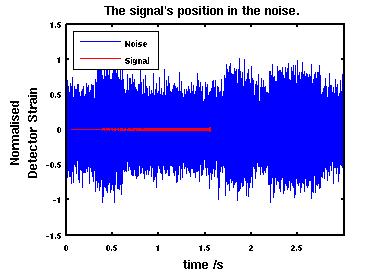 The signal's position in the noise.
1.5
Noise
Signal
1
0.5
0
-0.5
-1
-1.5
Normalised
Detector Strain
0 0.5 1 1.5 2 2.5
time /s